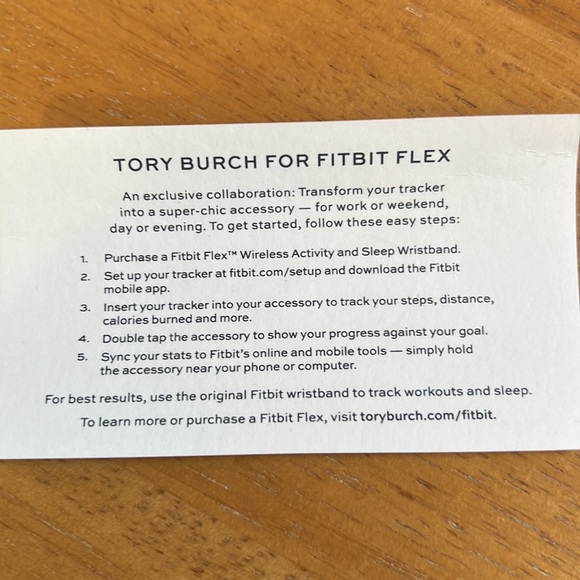 TORY BURCH FOR FITBIT FLEX
An exclusive collaboration: Transform your tracker
into a super-chic accessory — for work or weekend,
day or evening. To get started, follow these easy steps:
1. Purchase a Fitbit Flex™ Wireless Activity and Sleep Wristband.
2. Set up your tracker at fitbit.com/setup and download the Fitbit
mobile app.
3. Insert your tracker into your accessory to track your steps, distance,
calories burned and more.
4. Double tap the accessory to show your progress against your goal.
5. Sync your stats to Fitbit's online and mobile tools — simply hold
the accessory near your phone or computer.
For best results, use the original Fitbit wristband to track workouts and sleep.
To learn more or purchase a Fitbit Flex, visit toryburch.com/fitbit.